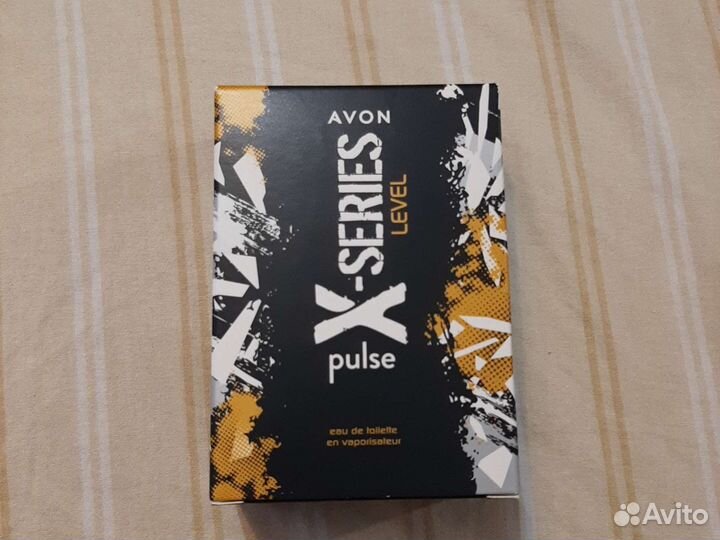 AVON
X-SERIES
LEVEL
pulse
eau de toilette
en vaporisateur
Avito